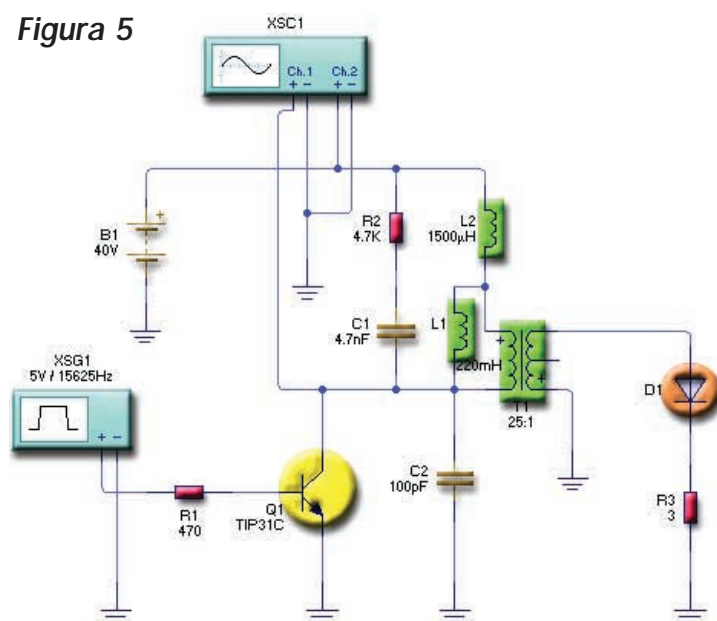 Figura 5
XSC1
Ch.1 Ch.2
+ - + -
+
B1
40V
R2
4.7K
L2
1500µH
C1
4.7nF
L1
220mH
+
+
T1
25:1
D1
XSG1
5V / 15625Hz
+ -
R1
470
Q1
TIP31C
C2
100pF
R3
3